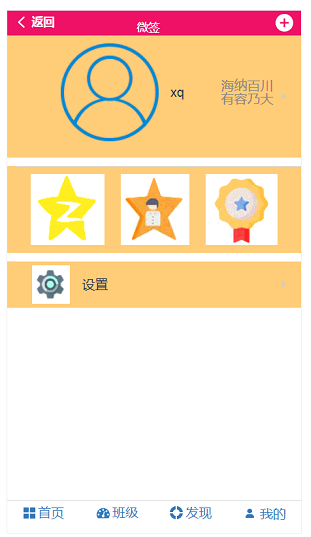 返回
微签
xq
海纳百川
有容乃大
设置
首页 班级 发现 我的